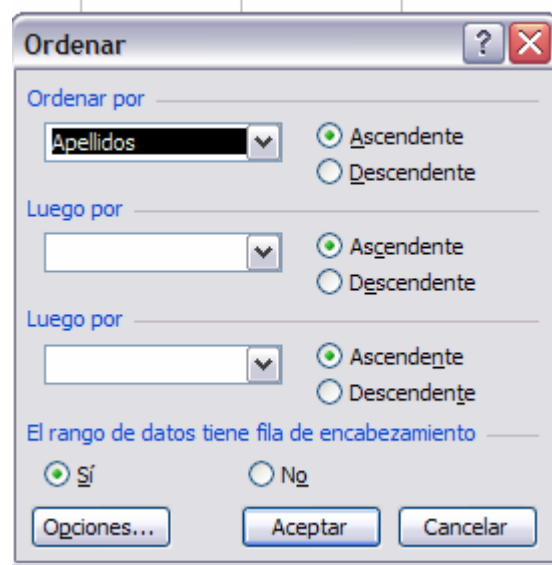 Ordenar
Ordenar por
Apellidos
Ascendente
Descendente
Luego por
Ascendente
Descendente
Luego por
Ascendente
Descendente
El rango de datos tiene fila de encabezamiento
Sí No
Opciones... Aceptar Cancelar